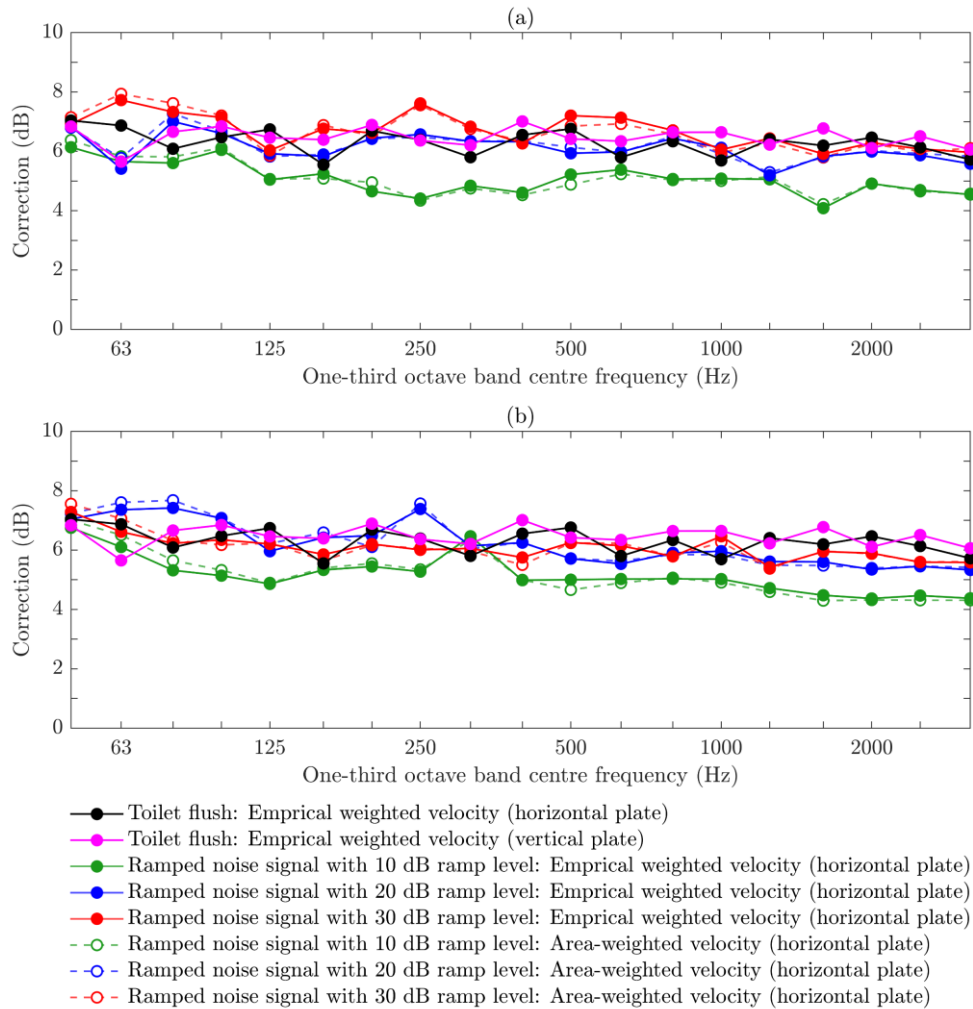 (a)
10
8
6
4
2
0
Correction (dB)
63 125 250 500 1000 2000
One-third octave band centre frequency (Hz)
(b)
10
8
6
4
2
0
Correction (dB)
63 125 250 500 1000 2000
One-third octave band centre frequency (Hz)
Toilet flush: Emprical weighted velocity (horizontal plate)
Toilet flush: Emprical weighted velocity (vertical plate)
Ramped noise signal with 10 dB ramp level: Emprical weighted velocity (horizontal plate)
Ramped noise signal with 20 dB ramp level: Emprical weighted velocity (horizontal plate)
Ramped noise signal with 30 dB ramp level: Emprical weighted velocity (horizontal plate)
Ramped noise signal with 10 dB ramp level: Area-weighted velocity (horizontal plate)
Ramped noise signal with 20 dB ramp level: Area-weighted velocity (horizontal plate)
Ramped noise signal with 30 dB ramp level: Area-weighted velocity (horizontal plate)